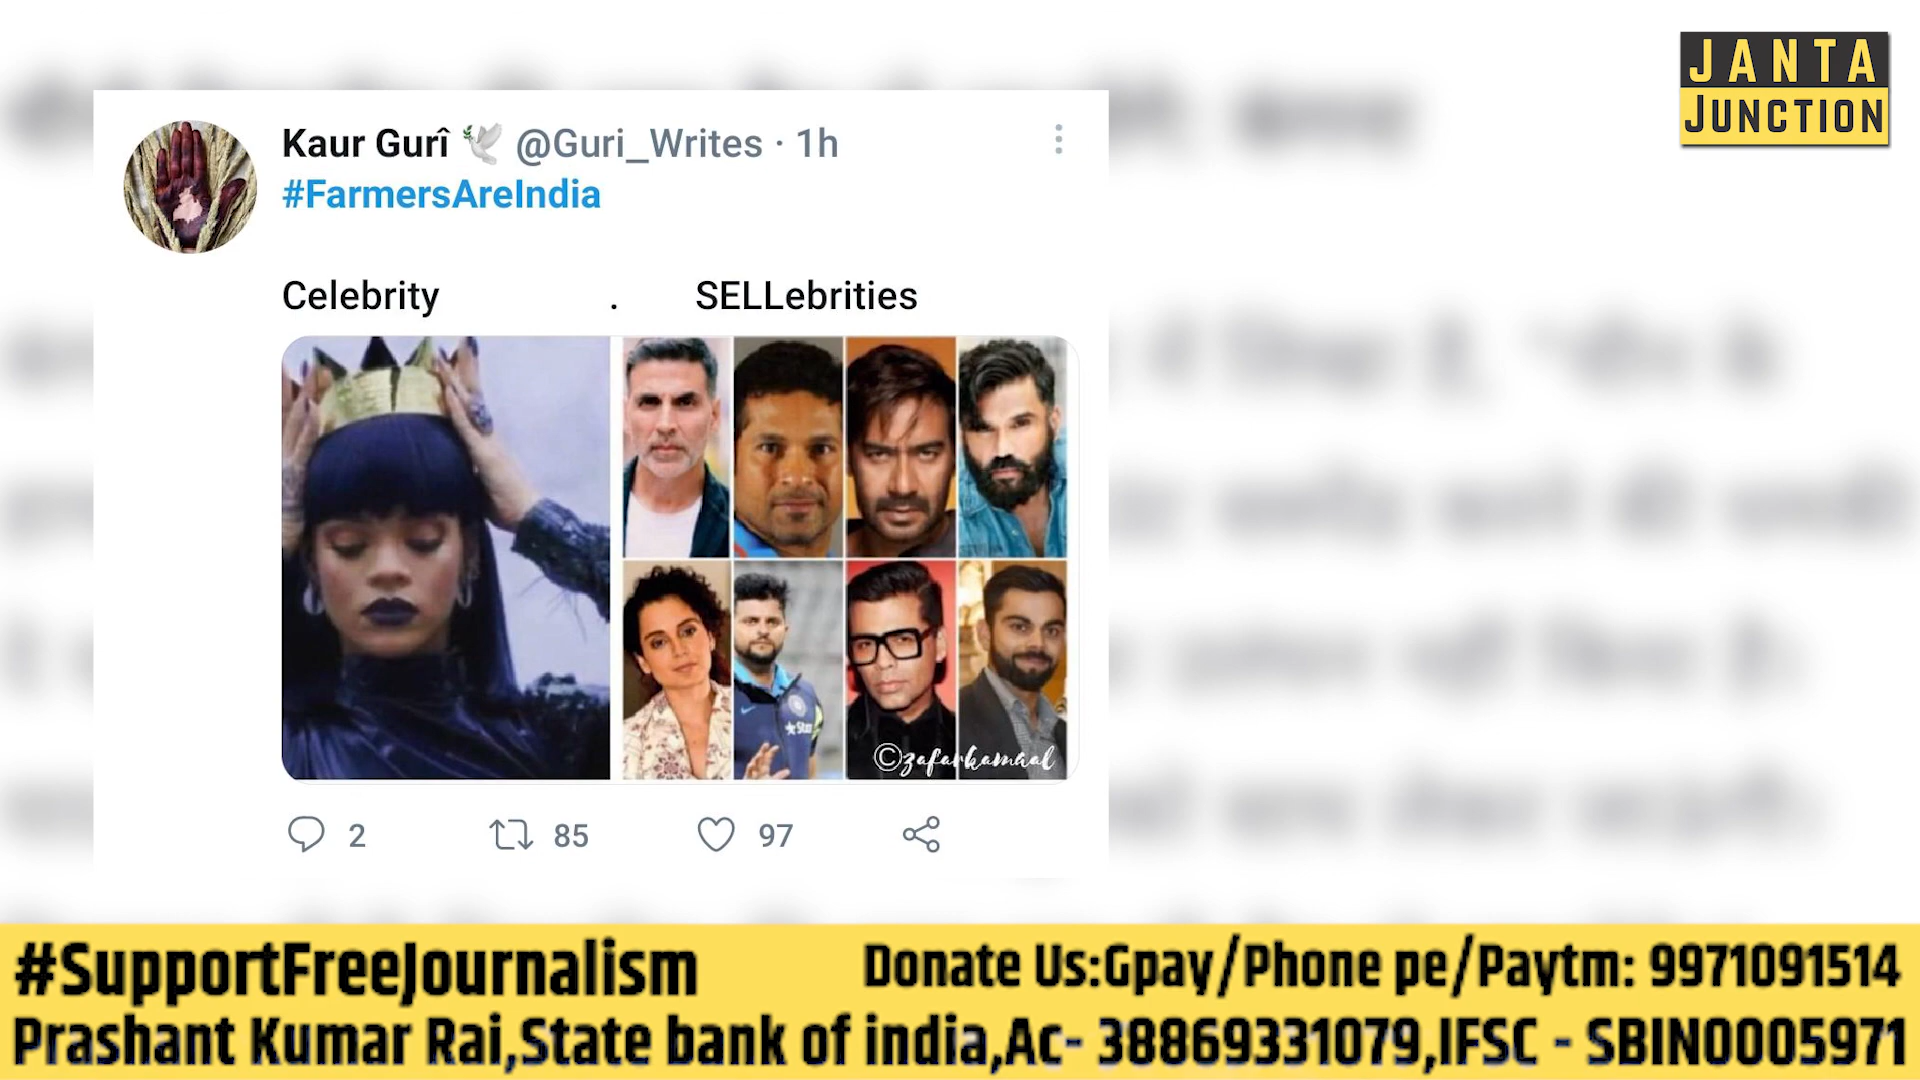 JANTA
JUNCTION
Kaur Gurî 🕊 @Guri_Writes · 1h
#FarmersAreIndia
Celebrity . SELLebrities
Star
©zafarkamaal
2 85 97
#SupportFreeJournalism Donate Us:Gpay/Phone pe/Paytm: 9971091514
Prashant Kumar Rai,State bank of india,Ac- 38869331079,IFSC - SBIN0005971